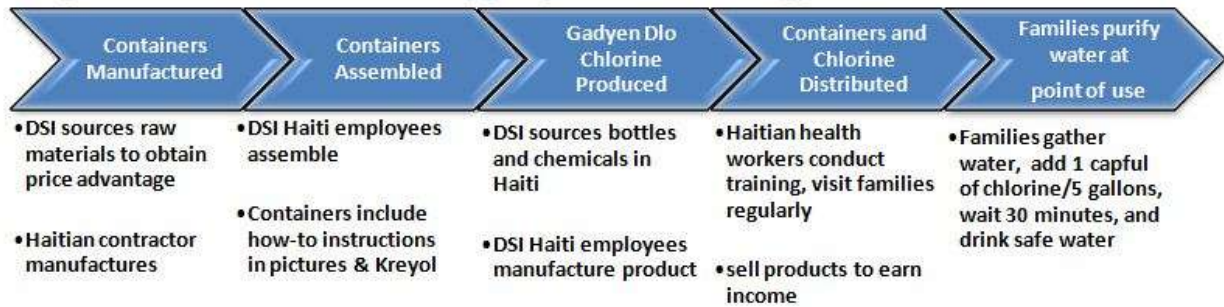 Containers
Manufactured
Containers
Assembled
Gadyen Dlo
Chlorine
Produced
Containers and
Chlorine
Distributed
Families purify
water at
point of use
•DSI sources raw
materials to obtain
price advantage
•Haitian contractor
manufactures
•DSI Haiti employees
assemble
•Containers include
how-to instructions
in pictures & Kreyol
•DSI sources bottles
and chemicals in
Haiti
•DSI Haiti employees
manufacture product
•Haitian health
workers conduct
training, visit families
regularly
•sell products to earn
income
•Families gather
water, add 1 capful
of chlorine/5 gallons,
wait 30 minutes, and
drink safe water